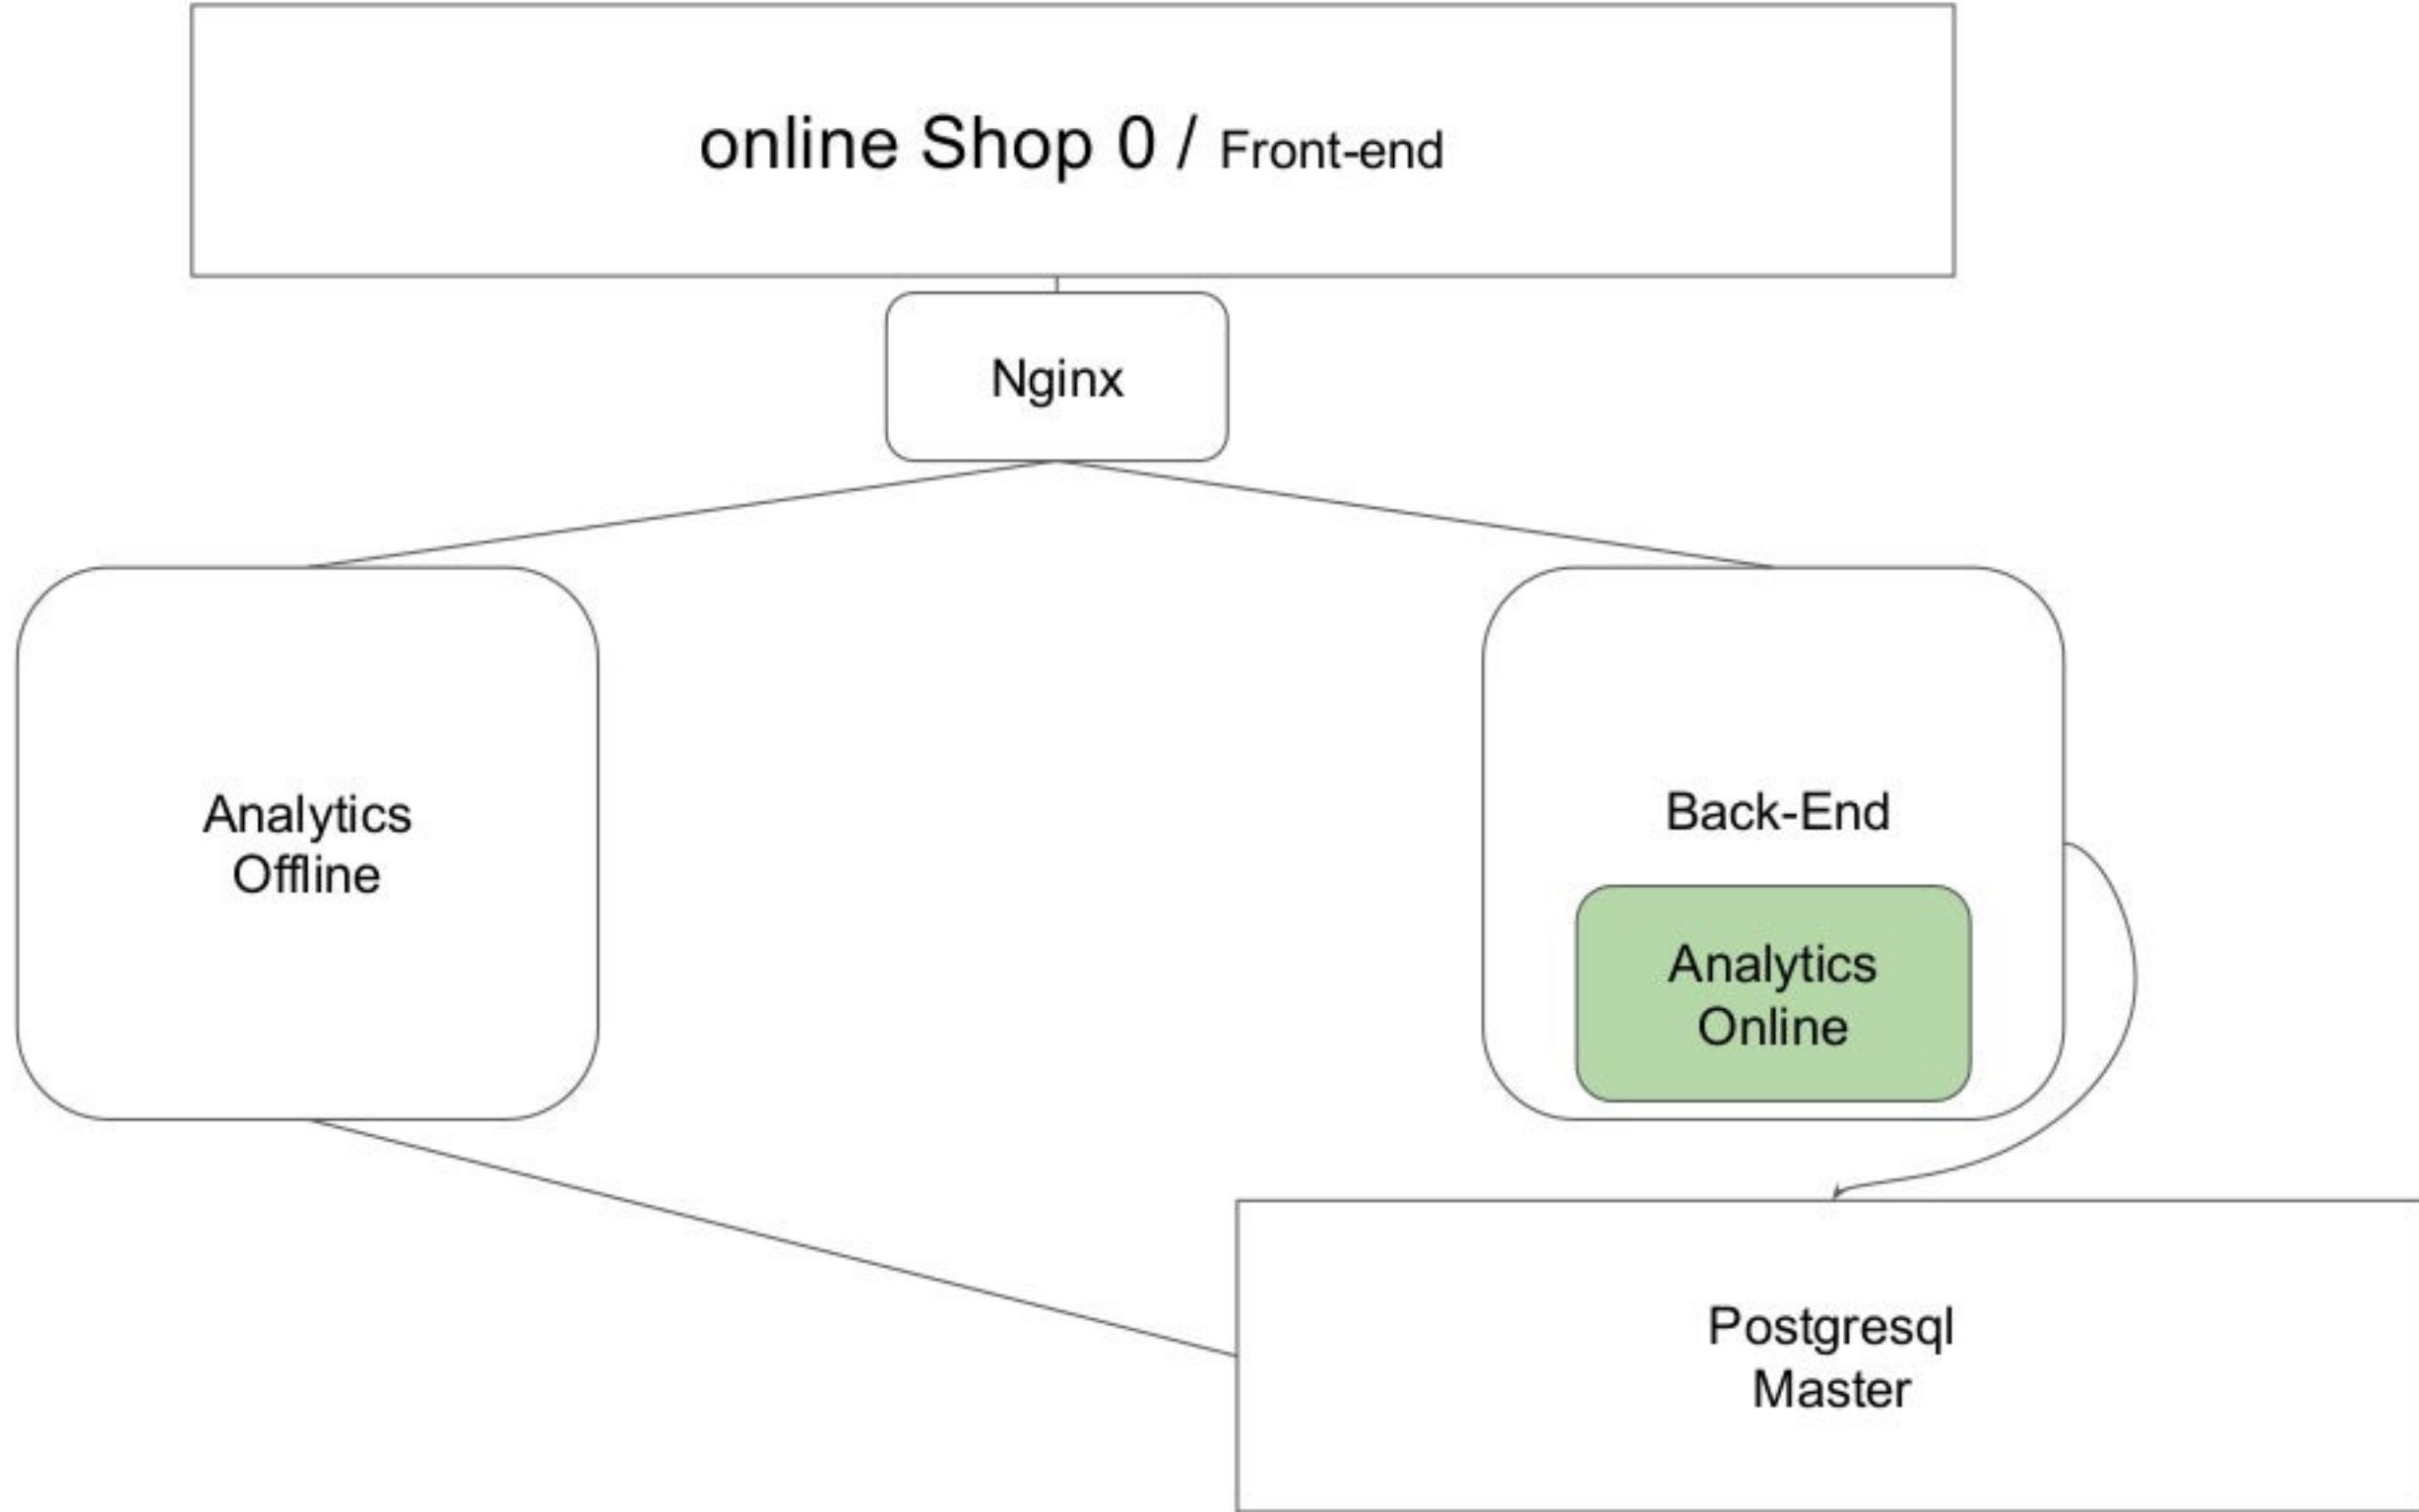 online Shop 0 / Front-end
Nginx
Analytics
Offline
Back-End
Analytics
Online
Postgresql
Master